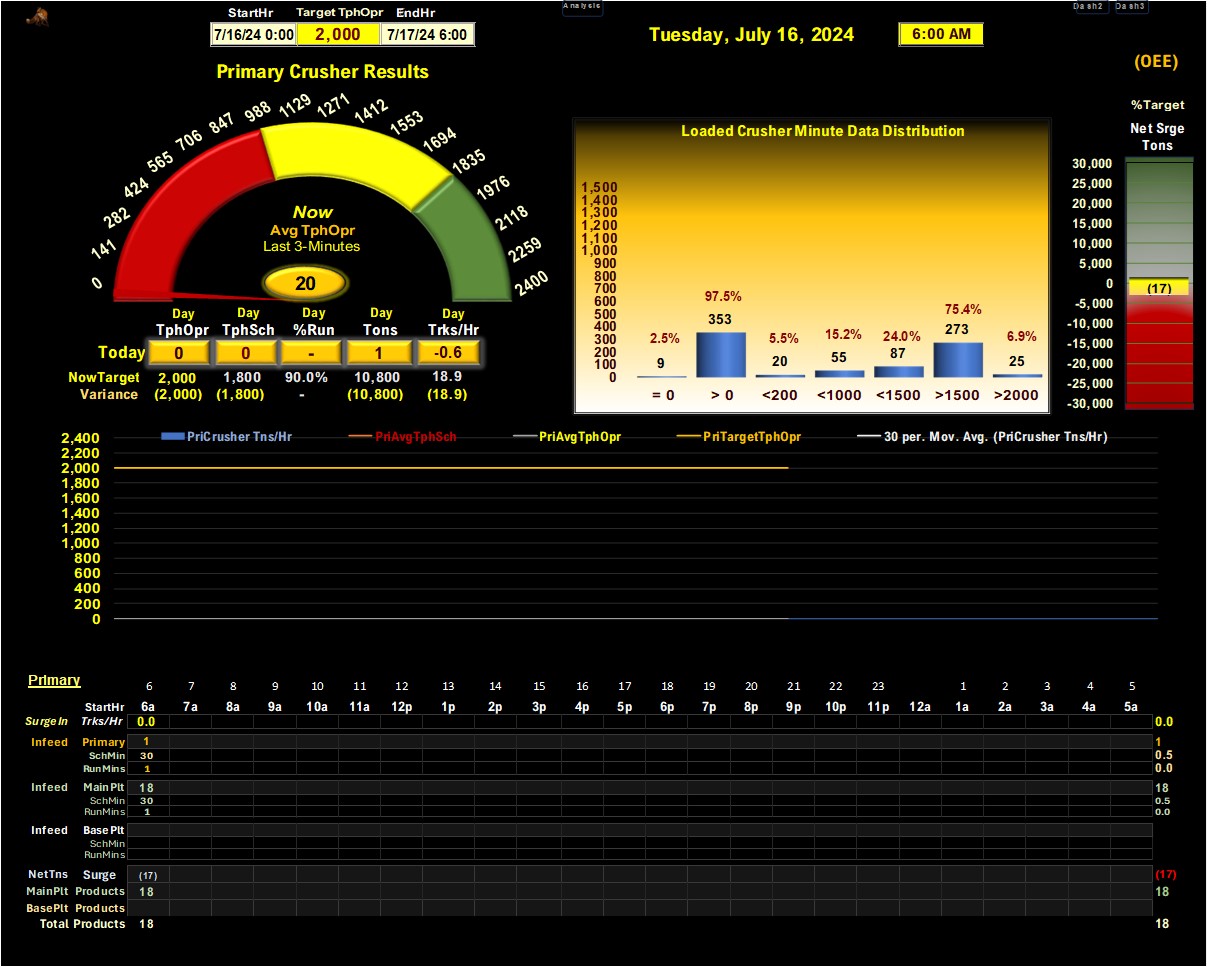 Analysis
Dash2 Dash3
StartHr Target TphOpr EndHr
7/16/24 0:00 2,000 7/17/24 6:00
Tuesday, July 16, 2024 6:00 AM
(OEE)
Primary Crusher Results
0 141 282 424 565 706 847 988 1129 1271 1412 1553 1694 1835 1976 2118 2259 2400
Now
Avg TphOpr
Last 3-Minutes
20
Day Day Day Day Day
TphOpr TphSch %Run Tons Trks/Hr
Today 0 0 - 1 -0.6
NowTarget 2,000 1,800 90.0% 10,800 18.9
Variance (2,000) (1,800) - (10,800) (18.9)
Loaded Crusher Minute Data Distribution
1,500
1,400
1,300
1,200
1,100
1,000
900
800
700
600
500
400
300
200
100
0
2.5% 97.5% 5.5% 15.2% 24.0% 75.4% 6.9%
9 353 20 55 87 273 25
= 0 > 0 <200 <1000 <1500 >1500 >2000
%Target
Net Srge
Tons
30,000
25,000
20,000
15,000
10,000
5,000
0
-5,000
-10,000
-15,000
-20,000
-25,000
-30,000
(17)
PriCrusher Tns/Hr PriAvgTphSch PriAvgTphOpr PriTargetTphOpr 30 per. Mov. Avg. (PriCrusher Tns/Hr)
2,400
2,200
2,000
1,800
1,600
1,400
1,200
1,000
800
600
400
200
0
Primary
6 7 8 9 10 11 12 13 14 15 16 17 18 19 20 21 22 23 1 2 3 4 5
StartHr 6a 7a 8a 9a 10a 11a 12p 1p 2p 3p 4p 5p 6p 7p 8p 9p 10p 11p 12a 1a 2a 3a 4a 5a
SurgeIn Trks/Hr 0.0 0.0
Infeed Primary 1 1
SchMin 30 0.5
RunMins 1 0.0
Infeed MainPlt 18 18
SchMin 30 0.5
RunMins 1 0.0
Infeed BasePlt
SchMin
RunMins
NetTns Surge (17) (17)
MainPlt Products 18 18
BasePlt Products
Total Products 18 18